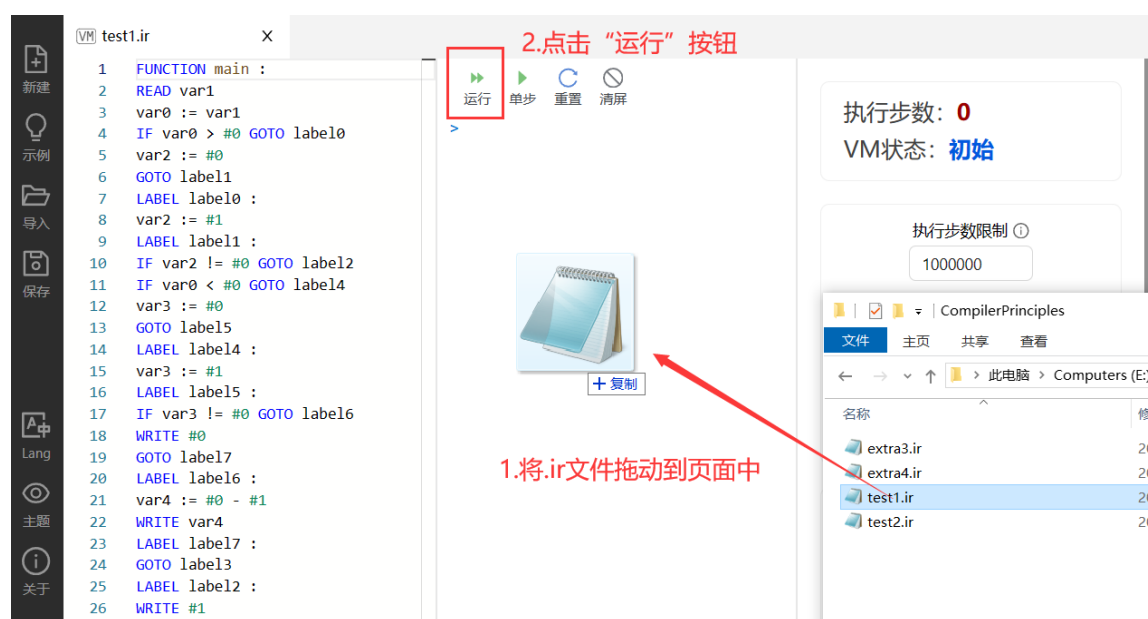 VM test1.ir X
2.点击“运行”按钮
新建
示例
导入
保存
Lang
主题
关于
1 FUNCTION main :
2 READ var1
3 var0 := var1
4 IF var0 > #0 GOTO label0
5 var2 := #0
6 GOTO label1
7 LABEL label0 :
8 var2 := #1
9 LABEL label1 :
10 IF var2 != #0 GOTO label2
11 IF var0 < #0 GOTO label4
12 var3 := #0
13 GOTO label5
14 LABEL label4 :
15 var3 := #1
16 LABEL label5 :
17 IF var3 != #0 GOTO label6
18 WRITE #0
19 GOTO label7
20 LABEL label6 :
21 var4 := #0 - #1
22 WRITE var4
23 LABEL label7 :
24 GOTO label3
25 LABEL label2 :
26 WRITE #1
运行 单步 重置 清屏
>
复制
1.将.ir文件拖动到页面中
执行步数：0
VM状态：初始
执行步数限制
1000000
CompilerPrinciples
文件 主页 共享 查看
此电脑 > Computers (E:)
名称
extra3.ir
extra4.ir
test1.ir
test2.ir